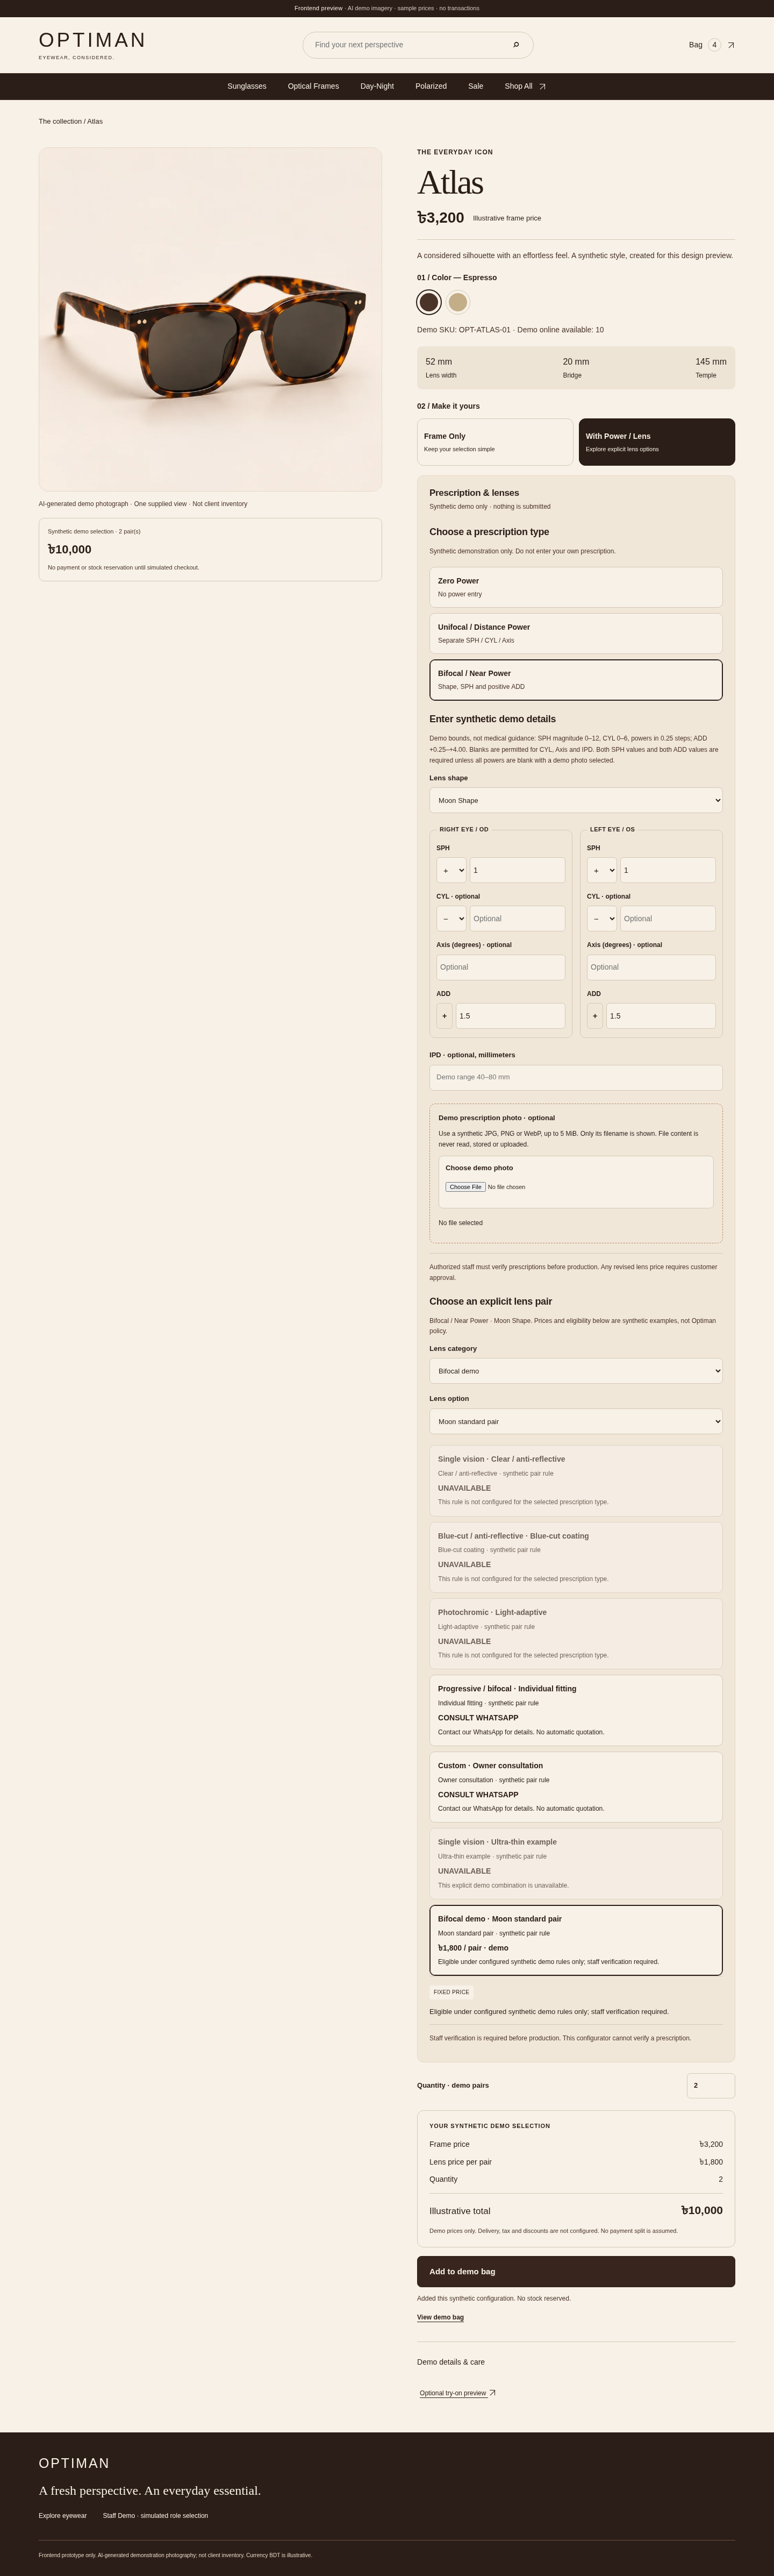 Frontend preview · AI demo imagery · sample prices · no transactions
OPTIMAN
EYEWEAR, CONSIDERED.
Find your next perspective
Bag 4
Sunglasses Optical Frames Day-Night Polarized Sale Shop All
The collection / Atlas
AI-generated demo photograph · One supplied view · Not client inventory
Synthetic demo selection · 2 pair(s)
৳10,000
No payment or stock reservation until simulated checkout.
THE EVERYDAY ICON
Atlas
৳3,200 Illustrative frame price
A considered silhouette with an effortless feel. A synthetic style, created for this design preview.
01 / Color — Espresso
Demo SKU: OPT-ATLAS-01 · Demo online available: 10
52 mm 20 mm 145 mm
Lens width Bridge Temple
02 / Make it yours
Frame Only With Power / Lens
Keep your selection simple Explore explicit lens options
Prescription & lenses
Synthetic demo only · nothing is submitted
Choose a prescription type
Synthetic demonstration only. Do not enter your own prescription.
Zero Power
No power entry
Unifocal / Distance Power
Separate SPH / CYL / Axis
Bifocal / Near Power
Shape, SPH and positive ADD
Enter synthetic demo details
Demo bounds, not medical guidance: SPH magnitude 0–12, CYL 0–6, powers in 0.25 steps; ADD
+0.25–+4.00. Blanks are permitted for CYL, Axis and IPD. Both SPH values and both ADD values are
required unless all powers are blank with a demo photo selected.
Lens shape
Moon Shape
RIGHT EYE / OD LEFT EYE / OS
SPH SPH
+ 1 + 1
CYL · optional CYL · optional
− Optional − Optional
Axis (degrees) · optional Axis (degrees) · optional
Optional Optional
ADD ADD
+ 1.5 + 1.5
IPD · optional, millimeters
Demo range 40–80 mm
Demo prescription photo · optional
Use a synthetic JPG, PNG or WebP, up to 5 MiB. Only its filename is shown. File content is
never read, stored or uploaded.
Choose demo photo
Choose File No file chosen
No file selected
Authorized staff must verify prescriptions before production. Any revised lens price requires customer
approval.
Choose an explicit lens pair
Bifocal / Near Power · Moon Shape. Prices and eligibility below are synthetic examples, not Optiman
policy.
Lens category
Bifocal demo
Lens option
Moon standard pair
Single vision · Clear / anti-reflective
Clear / anti-reflective · synthetic pair rule
UNAVAILABLE
This rule is not configured for the selected prescription type.
Blue-cut / anti-reflective · Blue-cut coating
Blue-cut coating · synthetic pair rule
UNAVAILABLE
This rule is not configured for the selected prescription type.
Photochromic · Light-adaptive
Light-adaptive · synthetic pair rule
UNAVAILABLE
This rule is not configured for the selected prescription type.
Progressive / bifocal · Individual fitting
Individual fitting · synthetic pair rule
CONSULT WHATSAPP
Contact our WhatsApp for details. No automatic quotation.
Custom · Owner consultation
Owner consultation · synthetic pair rule
CONSULT WHATSAPP
Contact our WhatsApp for details. No automatic quotation.
Single vision · Ultra-thin example
Ultra-thin example · synthetic pair rule
UNAVAILABLE
This explicit demo combination is unavailable.
Bifocal demo · Moon standard pair
Moon standard pair · synthetic pair rule
৳1,800 / pair · demo
Eligible under configured synthetic demo rules only; staff verification required.
FIXED PRICE
Eligible under configured synthetic demo rules only; staff verification required.
Staff verification is required before production. This configurator cannot verify a prescription.
Quantity · demo pairs 2
YOUR SYNTHETIC DEMO SELECTION
Frame price ৳3,200
Lens price per pair ৳1,800
Quantity 2
Illustrative total ৳10,000
Demo prices only. Delivery, tax and discounts are not configured. No payment split is assumed.
Add to demo bag
Added this synthetic configuration. No stock reserved.
View demo bag
Demo details & care
Optional try-on preview
OPTIMAN
A fresh perspective. An everyday essential.
Explore eyewear Staff Demo · simulated role selection
Frontend prototype only. AI-generated demonstration photography; not client inventory. Currency BDT is illustrative.